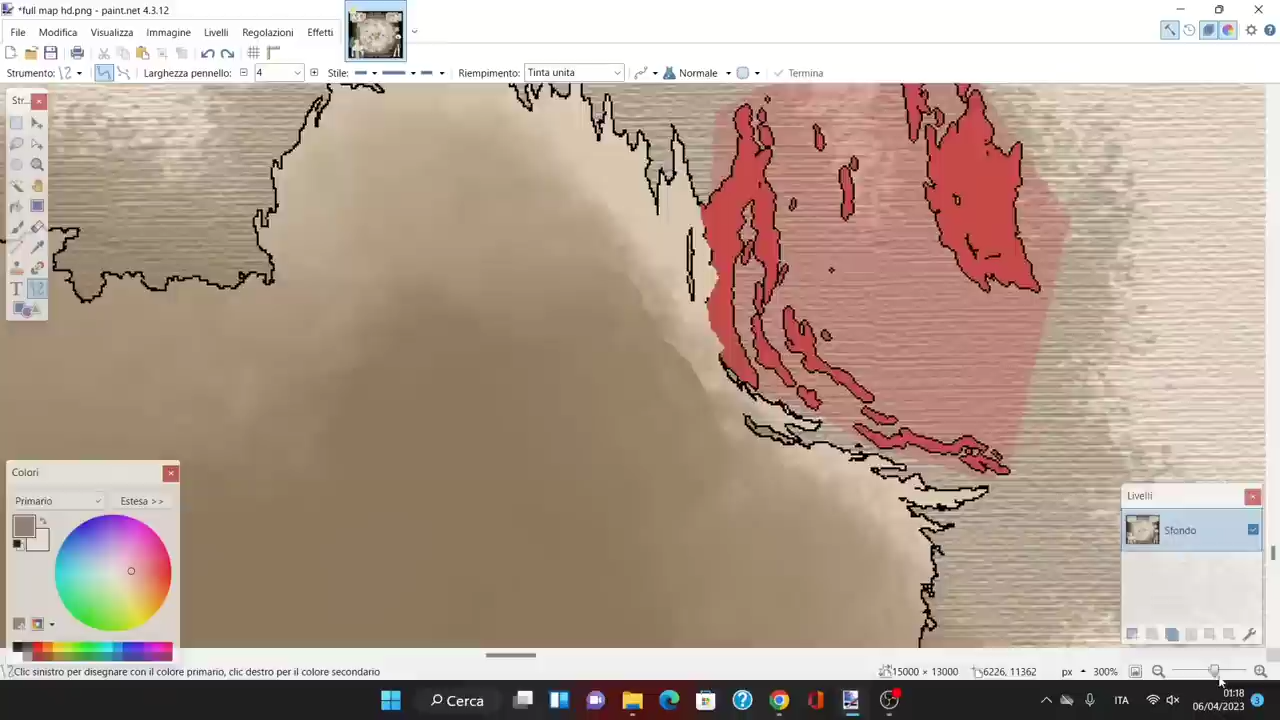 *full map hd.png - paint.net 4.3.12
File Modifica Visualizza Immagine Livelli Regolazioni Effetti
Strumento: Larghezza pennello: 4 Stile: Riempimento: Tinta unita Normale Termina
Str...
T
Colori
Primario Estesa >>
Livelli
Sfondo
Clic sinistro per disegnare con il colore primario, clic destro per il colore secondario 15000 × 13000 6226, 11362 px 300%
Cerca ITA 01:18
06/04/2023 3